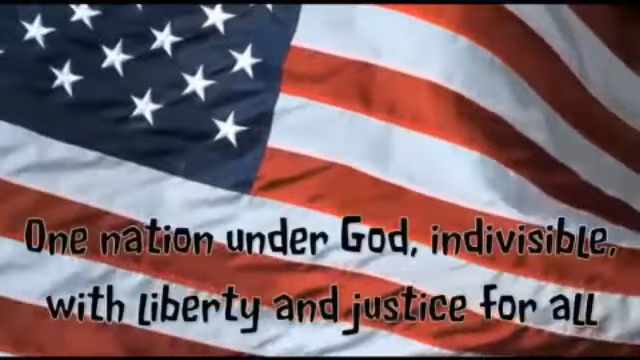 One nation under God, indivisible,
with liberty and justice for all